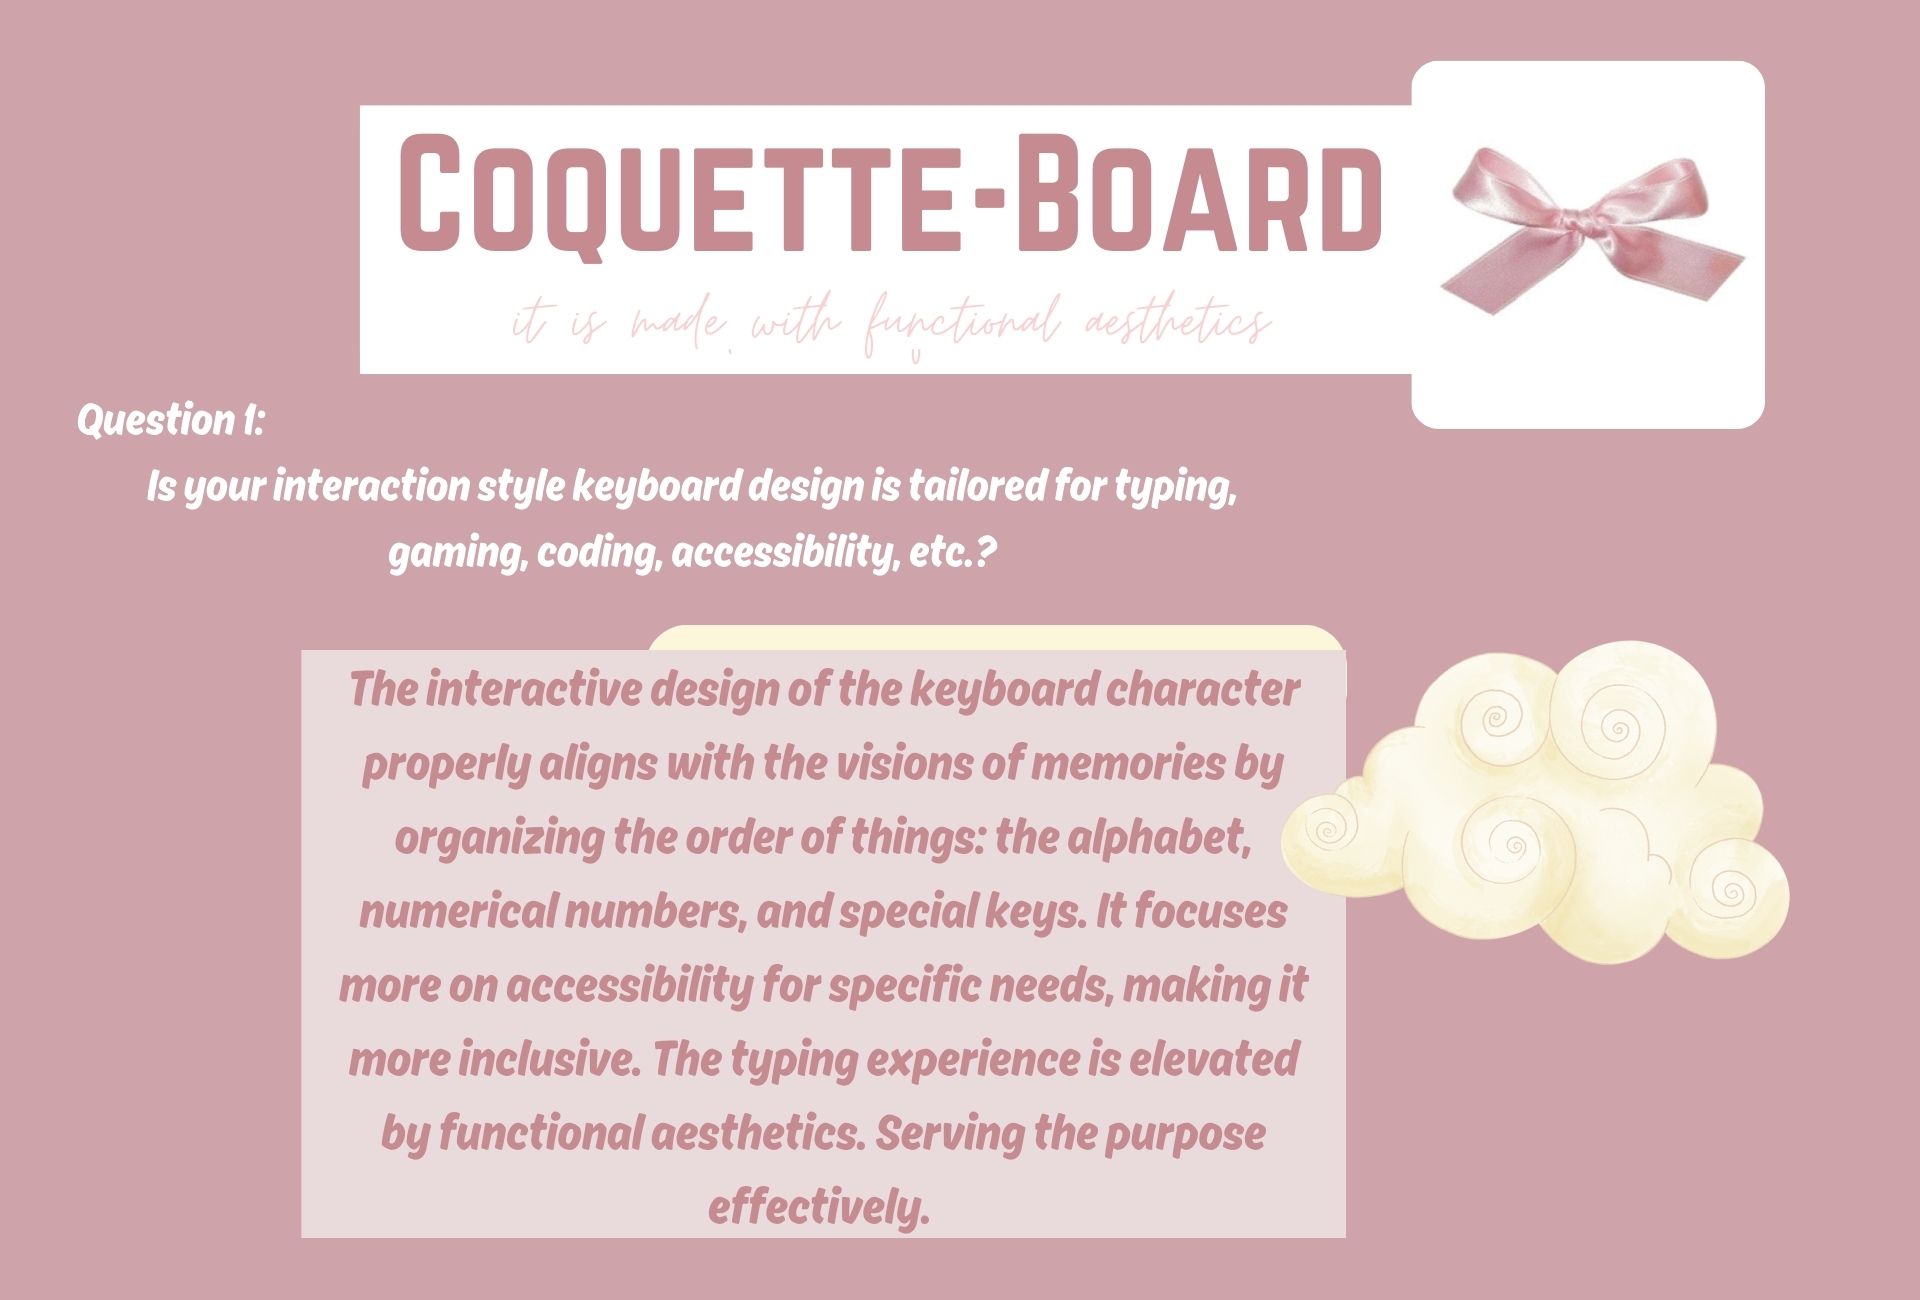 Coquette-Board
it is made with functional aesthetics
Question 1:
Is your interaction style keyboard design is tailored for typing,
gaming, coding, accessibility, etc.?
The interactive design of the keyboard character
properly aligns with the visions of memories by
organizing the order of things: the alphabet,
numerical numbers, and special keys. It focuses
more on accessibility for specific needs, making it
more inclusive. The typing experience is elevated
by functional aesthetics. Serving the purpose
effectively.